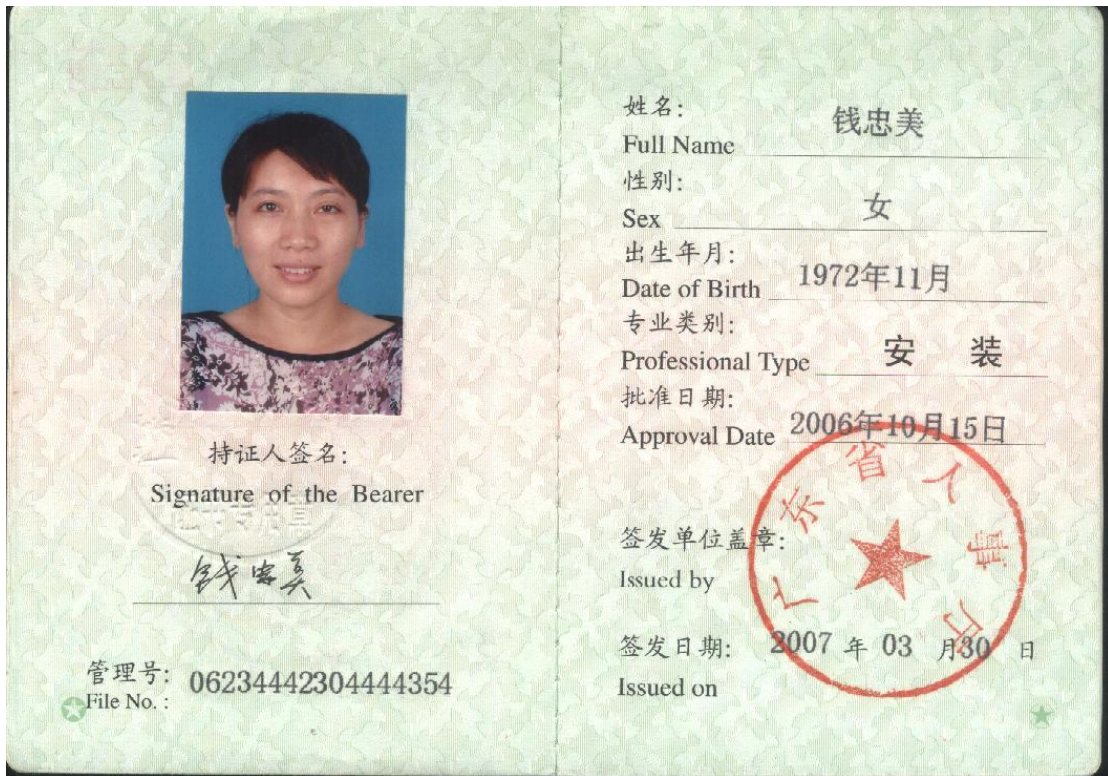 持证人签名:
Signature of the Bearer
钱忠美
管理号:
File No. :
06234442304444354
姓名:
Full Name
钱忠美
性别:
Sex
女
出生年月:
Date of Birth
1972年11月
专业类别:
Professional Type
安 装
批准日期:
Approval Date
2006年10月15日
签发单位盖章:
Issued by
广东省人事厅
签发日期:
Issued on
2007 年 03 月 30 日